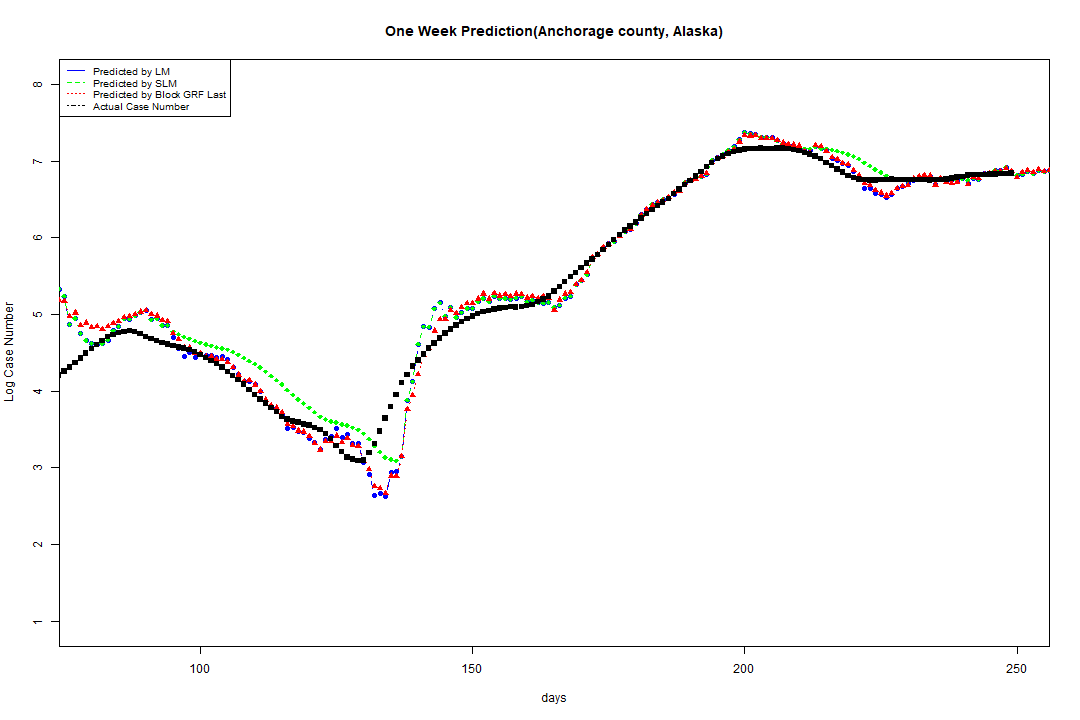 One Week Prediction(Anchorage county, Alaska)
Predicted by LM
Predicted by SLM
Predicted by Block GRF Last
Actual Case Number
8
7
6
5
4
3
2
1
Log Case Number
100 150 200 250
days